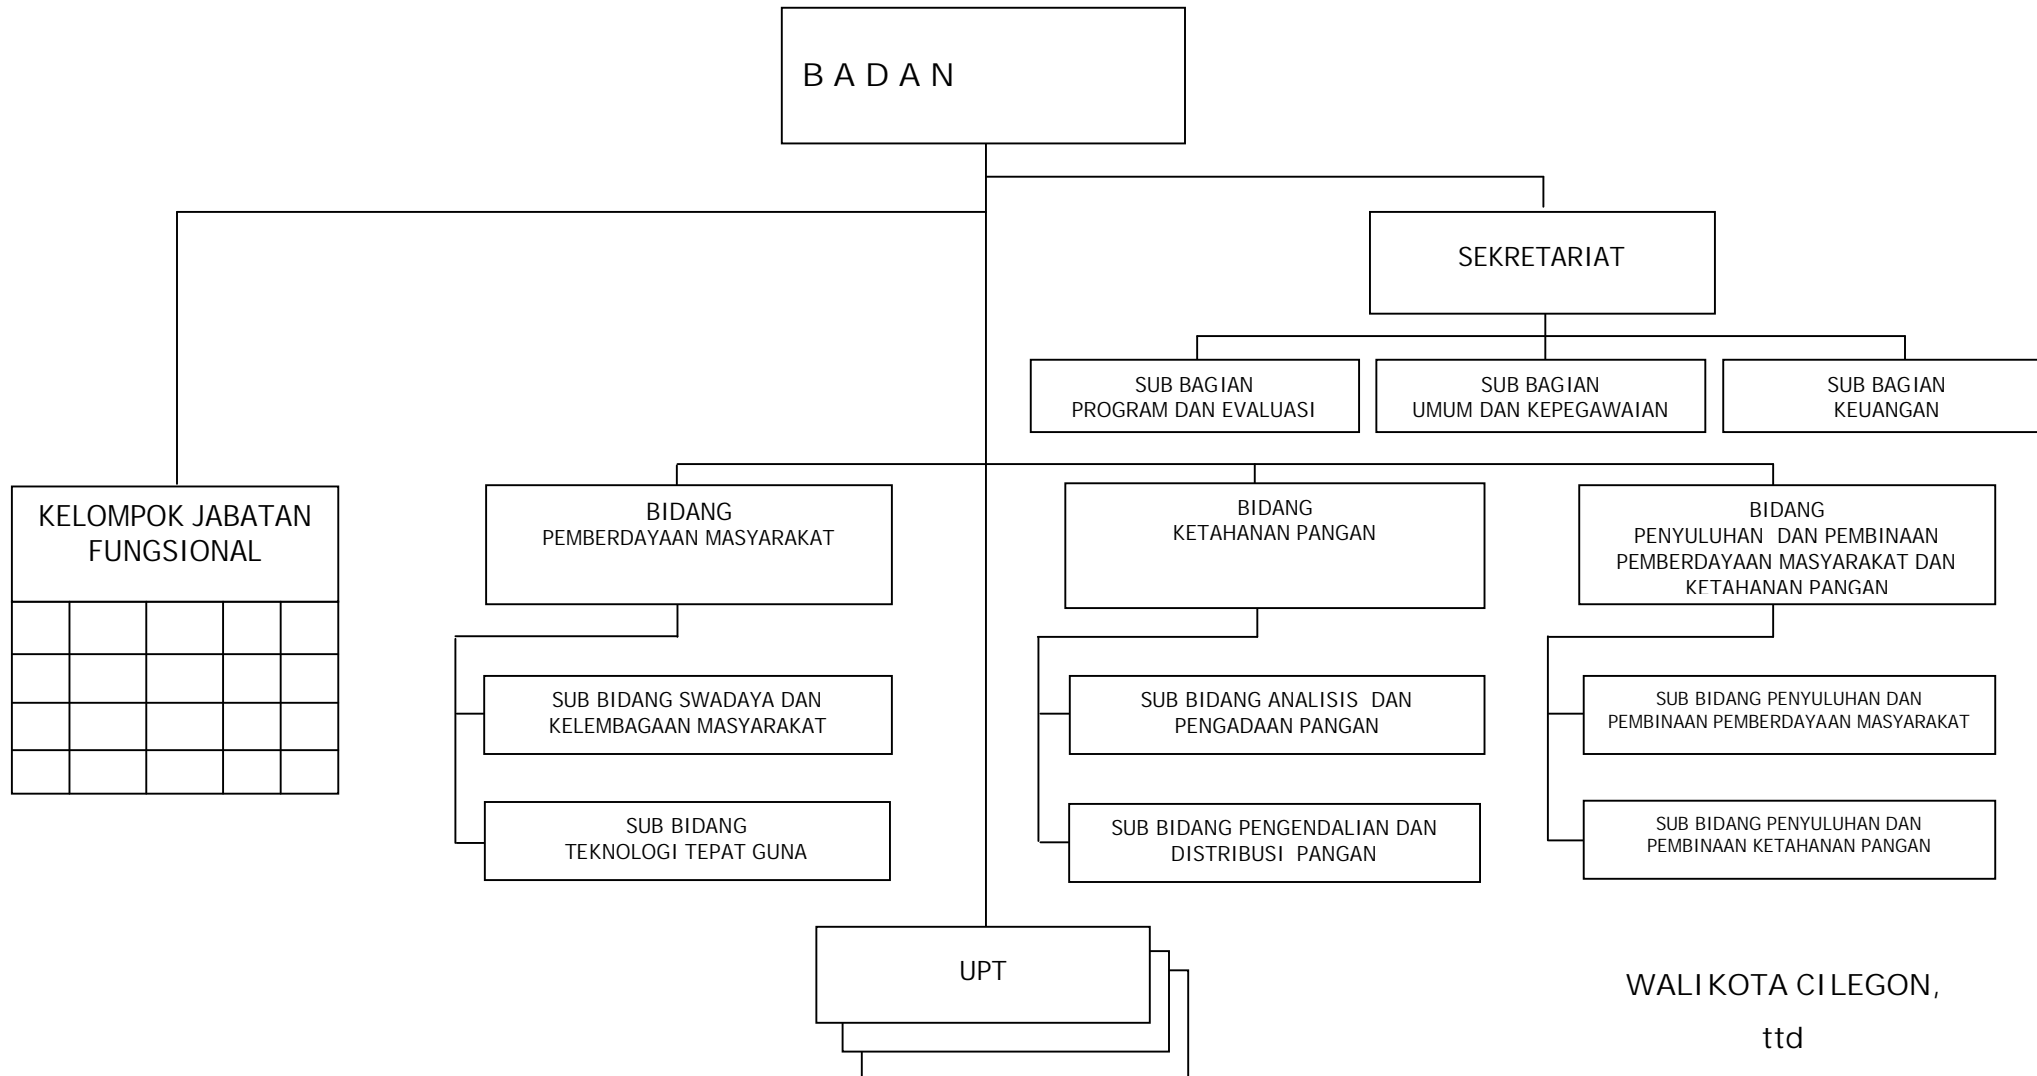 BADAN
SEKRETARIAT
SUB BAGIAN
PROGRAM DAN EVALUASI
SUB BAGIAN
UMUM DAN KEPEGAWAIAN
SUB BAGIAN
KEUANGAN
KELOMPOK JABATAN
FUNGSIONAL
BIDANG
PEMBERDAYAAN MASYARAKAT
BIDANG
KETAHANAN PANGAN
BIDANG
PENYULUHAN DAN PEMBINAAN
PEMBERDAYAAN MASYARAKAT DAN
KETAHANAN PANGAN
SUB BIDANG SWADAYA DAN
KELEMBAGAAN MASYARAKAT
SUB BIDANG ANALISIS DAN
PENGADAAN PANGAN
SUB BIDANG PENYULUHAN DAN
PEMBINAAN PEMBERDAYAAN MASYARAKAT
SUB BIDANG
TEKNOLOGI TEPAT GUNA
SUB BIDANG PENGENDALIAN DAN
DISTRIBUSI PANGAN
SUB BIDANG PENYULUHAN DAN
PEMBINAAN KETAHANAN PANGAN
UPT
WALIKOTA CILEGON,
ttd